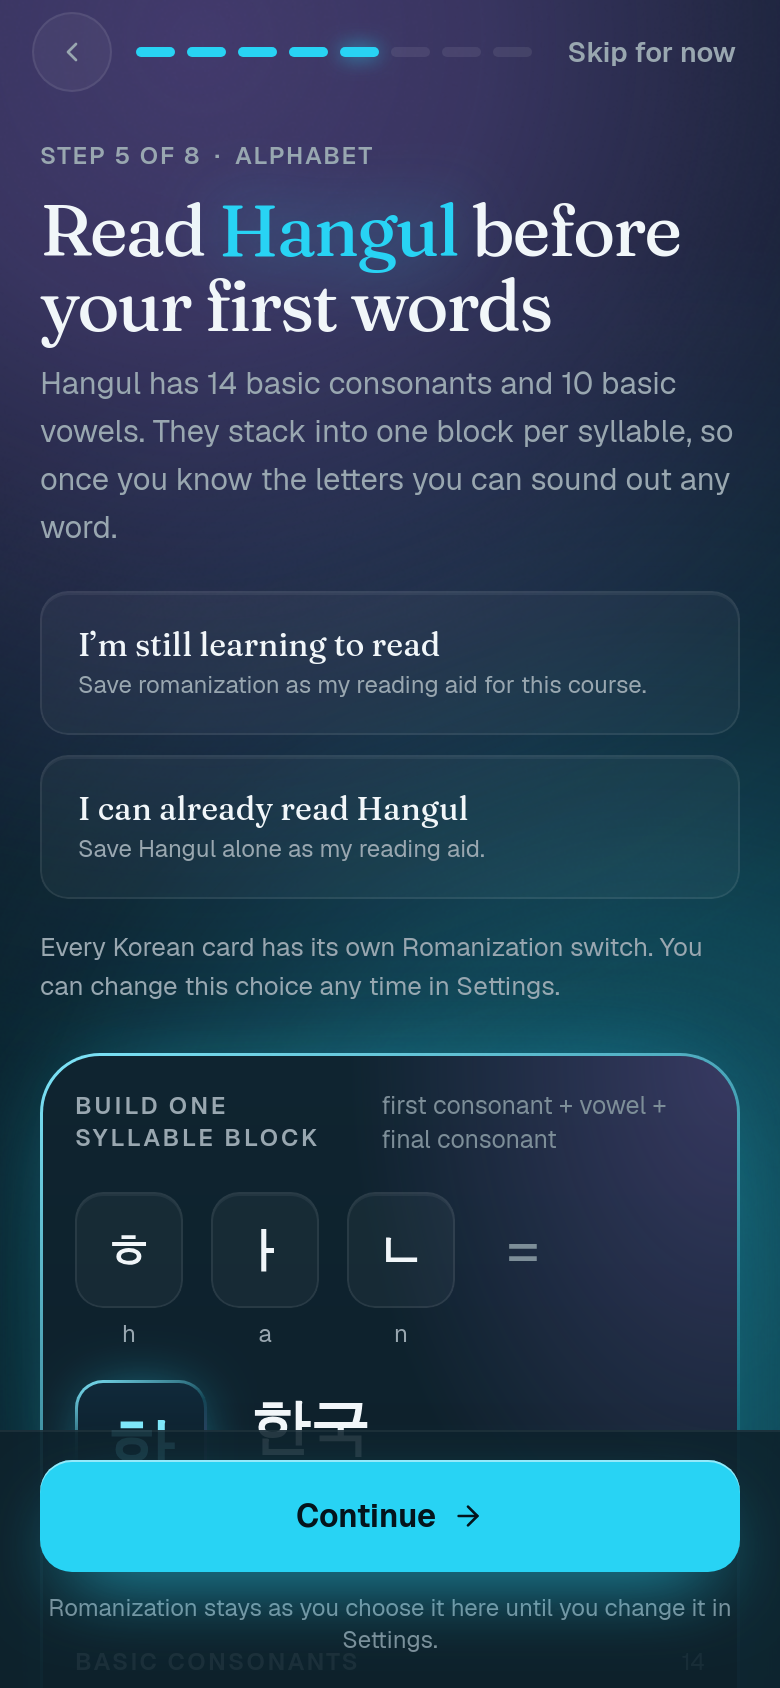 Skip for now
STEP 5 OF 8 · ALPHABET
Read Hangul before
your first words
Hangul has 14 basic consonants and 10 basic
vowels. They stack into one block per syllable, so
once you know the letters you can sound out any
word.
I’m still learning to read
Save romanization as my reading aid for this course.
I can already read Hangul
Save Hangul alone as my reading aid.
Every Korean card has its own Romanization switch. You
can change this choice any time in Settings.
BUILD ONE
SYLLABLE BLOCK
first consonant + vowel +
final consonant
ㅎ ㅏ ㄴ =
h a n
한 한국
Continue →
Romanization stays as you choose it here until you change it in
Settings.
BASIC CONSONANTS 14